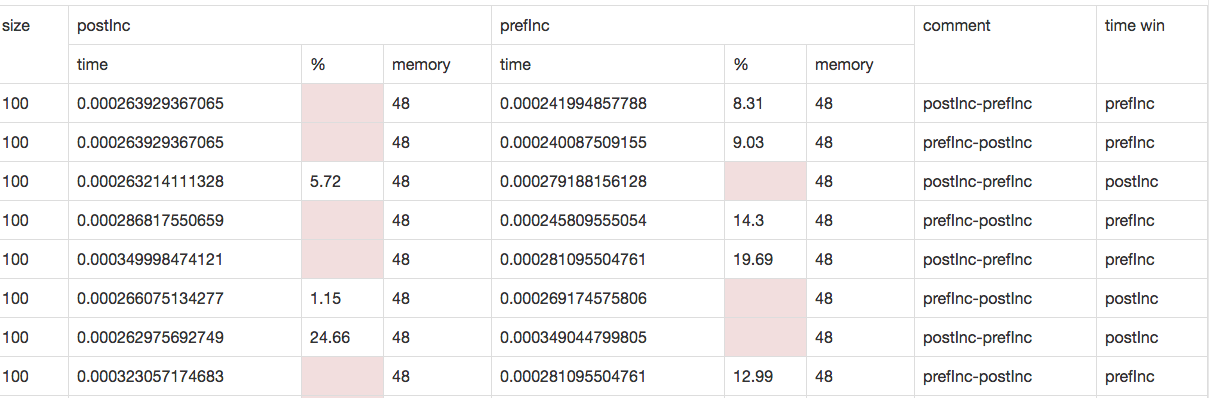 size postInc prefInc comment time win
time % memory time % memory
100 0.000263929367065 48 0.000241994857788 8.31 48 postInc-prefInc prefInc
100 0.000263929367065 48 0.000240087509155 9.03 48 prefInc-postInc prefInc
100 0.000263214111328 5.72 48 0.000279188156128 48 postInc-prefInc postInc
100 0.000286817550659 48 0.000245809555054 14.3 48 prefInc-postInc prefInc
100 0.000349998474121 48 0.000281095504761 19.69 48 postInc-prefInc prefInc
100 0.000266075134277 1.15 48 0.000269174575806 48 prefInc-postInc postInc
100 0.000262975692749 24.66 48 0.000349044799805 48 postInc-prefInc postInc
100 0.000323057174683 48 0.000281095504761 12.99 48 prefInc-postInc prefInc